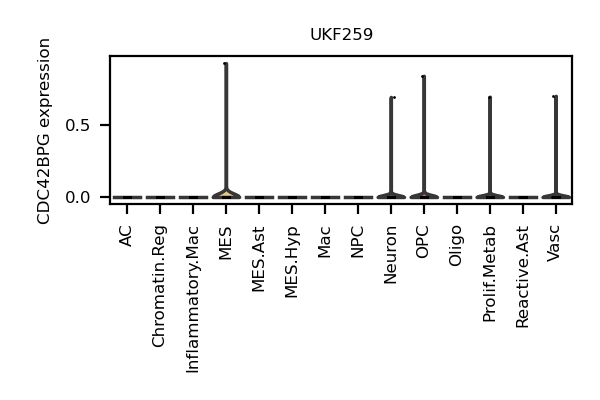 UKF259
CDC42BPG expression
0.5
0.0
AC
Chromatin.Reg
Inflammatory.Mac
MES
MES.Ast
MES.Hyp
Mac
NPC
Neuron
OPC
Oligo
Prolif.Metab
Reactive.Ast
Vasc